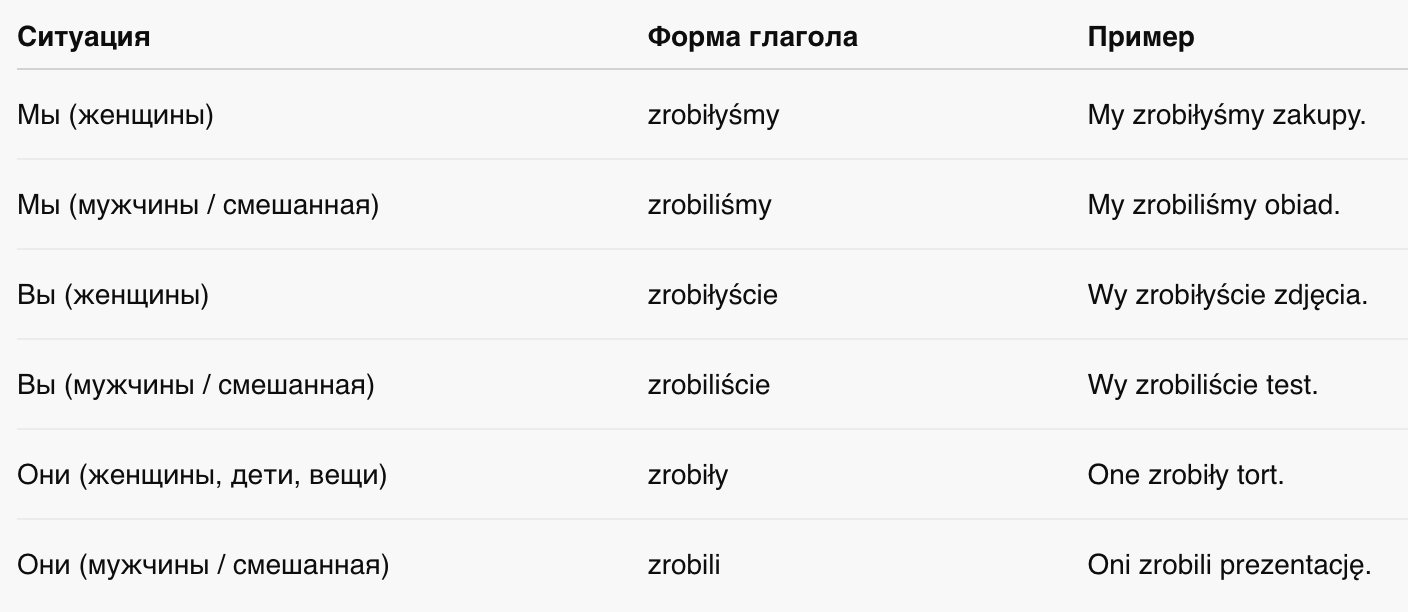 Ситуация Форма глагола Пример
Мы (женщины) zrobiłyśmy My zrobiłyśmy zakupy.
Мы (мужчины / смешанная) zrobiliśmy My zrobiliśmy obiad.
Вы (женщины) zrobiłyście Wy zrobiłyście zdjęcia.
Вы (мужчины / смешанная) zrobiliście Wy zrobiliście test.
Они (женщины, дети, вещи) zrobiły One zrobiły tort.
Они (мужчины / смешанная) zrobili Oni zrobili prezentację.